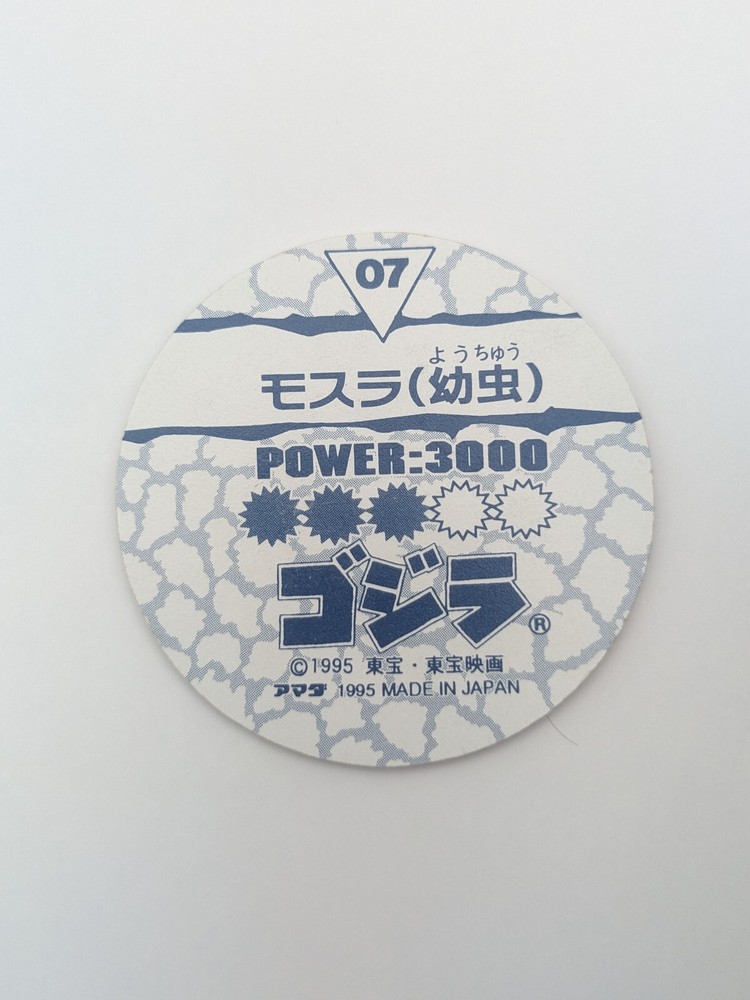 07
ようちゅう
モスラ(幼虫)
POWER:3000
ゴジラ®
©1995 東宝・東宝映画
アマダ 1995 MADE IN JAPAN